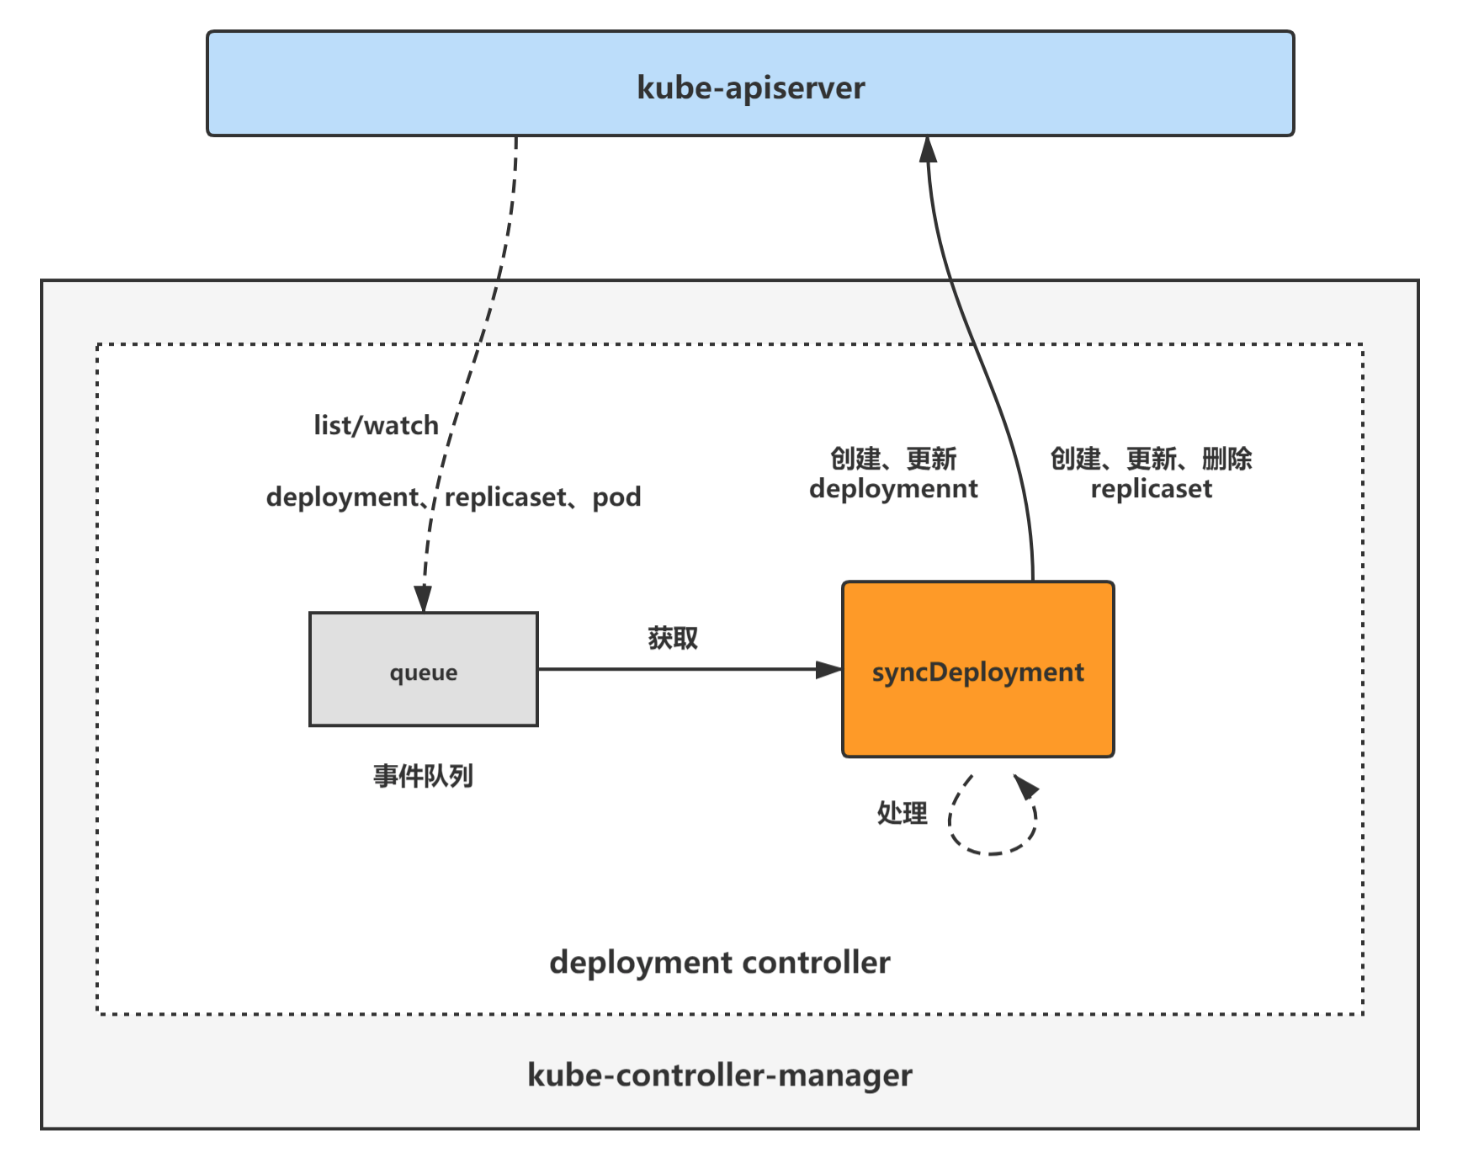 kube-apiserver
list/watch
deployment、replicaset、pod
创建、更新
deploymennt
创建、更新、删除
replicaset
queue
获取
syncDeployment
事件队列
处理
deployment controller
kube-controller-manager